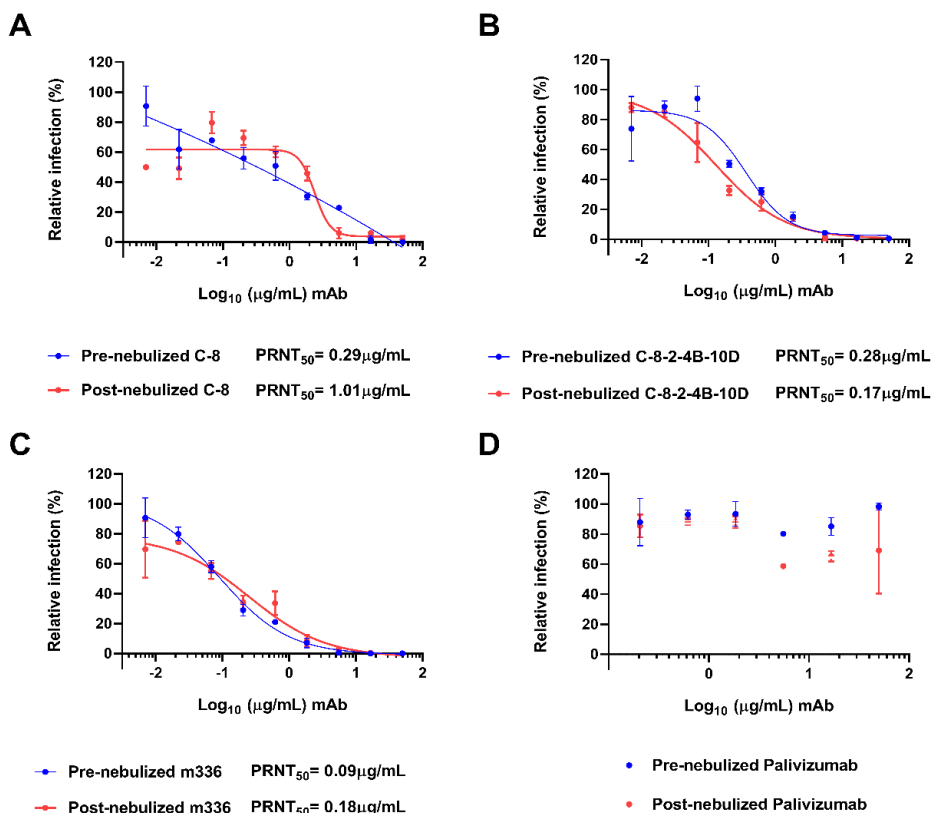 A
Relative infection (%)
120
100
80
60
40
20
0
-2 -1 0 1 2
Log10 (μg/mL) mAb
Pre-nebulized C-8 PRNT50= 0.29μg/mL
Post-nebulized C-8 PRNT50= 1.01μg/mL
B
Relative infection (%)
120
100
80
60
40
20
0
-2 -1 0 1 2
Log10 (μg/mL) mAb
Pre-nebulized C-8-2-4B-10D PRNT50= 0.28μg/mL
Post-nebulized C-8-2-4B-10D PRNT50= 0.17μg/mL
C
Relative infection (%)
120
100
80
60
40
20
0
-2 -1 0 1 2
Log10 (μg/mL) mAb
Pre-nebulized m336 PRNT50= 0.09μg/mL
Post-nebulized m336 PRNT50= 0.18μg/mL
D
Relative infection (%)
120
100
80
60
40
20
0
0 1 2
Log10 (μg/mL) mAb
Pre-nebulized Palivizumab
Post-nebulized Palivizumab